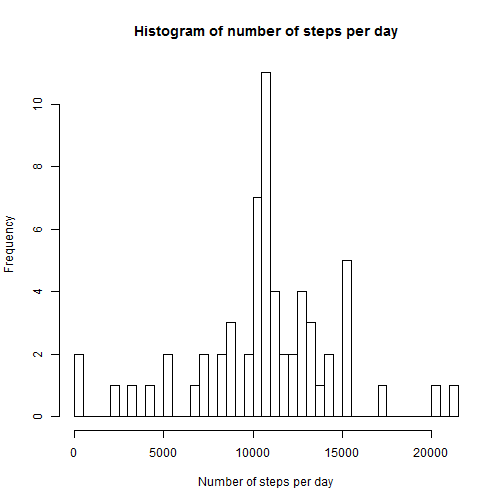 Histogram of number of steps per day
Frequency
10
8
6
4
2
0
0 5000 10000 15000 20000
Number of steps per day